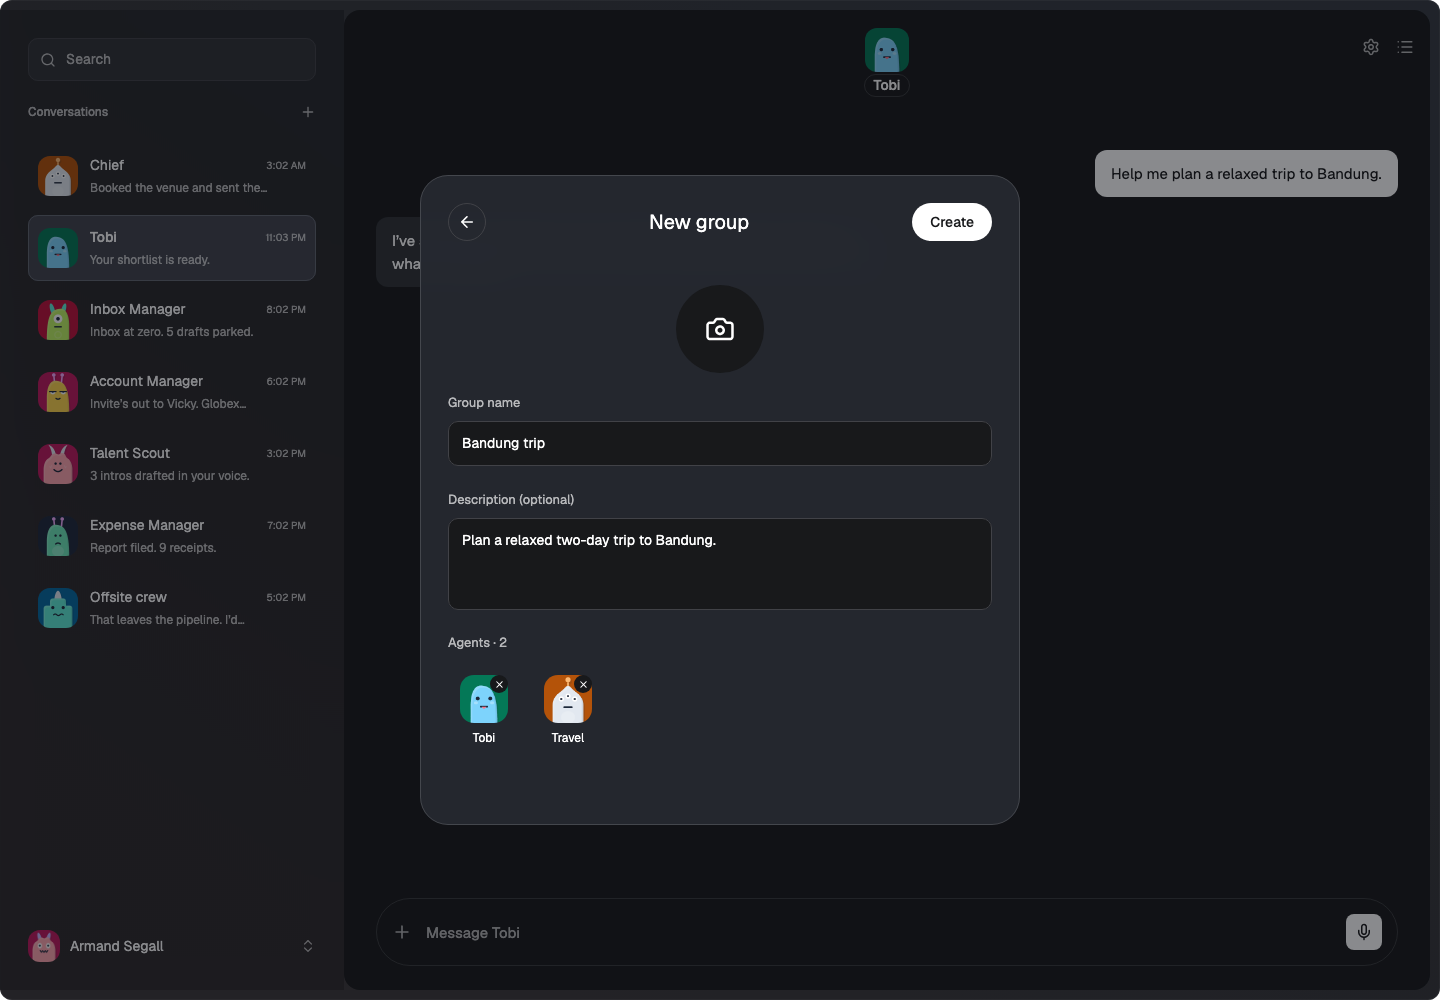 Search
Conversations
Chief
3:02 AM
Booked the venue and sent the...
Tobi
11:03 PM
Your shortlist is ready.
Inbox Manager
8:02 PM
Inbox at zero. 5 drafts parked.
Account Manager
6:02 PM
Invite's out to Vicky. Globex...
Talent Scout
3:02 PM
3 intros drafted in your voice.
Expense Manager
7:02 PM
Report filed. 9 receipts.
Offsite crew
5:02 PM
That leaves the pipeline. I'd...
Armand Segall
Tobi
Help me plan a relaxed trip to Bandung.
I've
New group
Create
Group name
Bandung trip
Description (optional)
Plan a relaxed two-day trip to Bandung.
Agents · 2
Tobi
Travel
Message Tobi